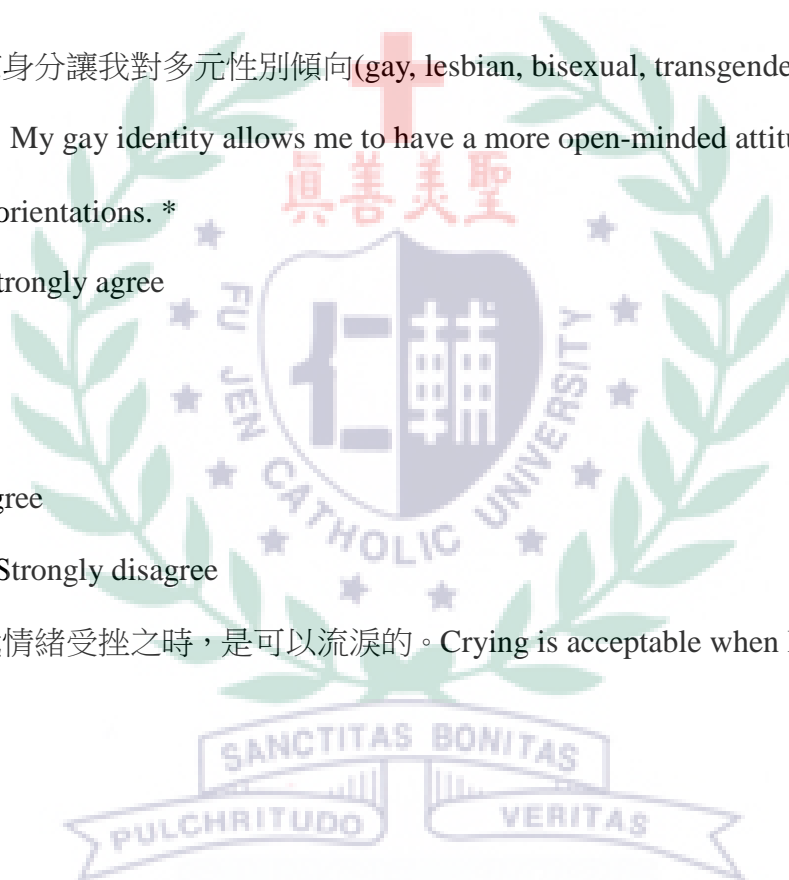 身分讓我對多元性別傾向(gay, lesbian, bisexual, transgende
My gay identity allows me to have a more open-minded attitu
orientations. *
trongly agree
gree
Strongly disagree
情緒受挫之時，是可以流淚的。Crying is acceptable when
真善美聖
FU JEN CATHOLIC UNIVERSITY
仁輔
SANCTITAS BONITAS
PULCHRITUDO VERITAS